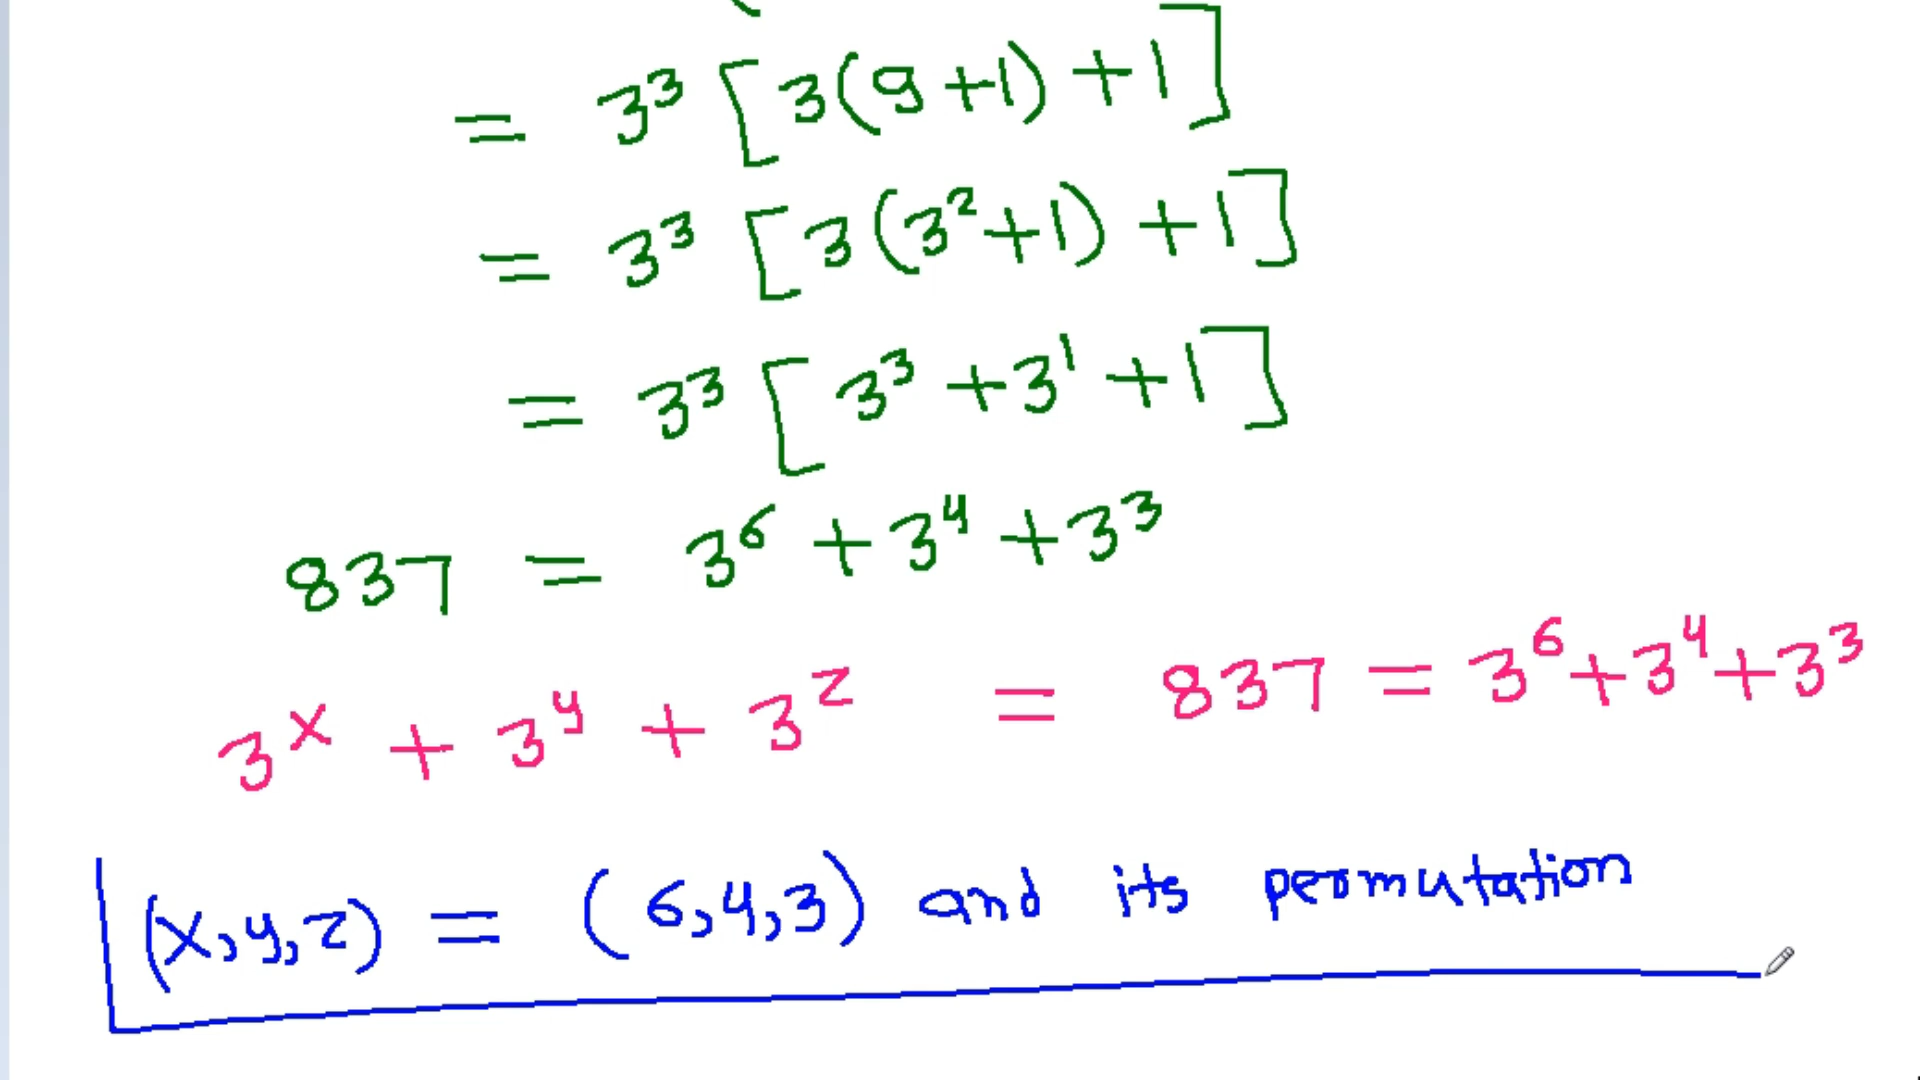 = 3³ [3(9+1)+1]
= 3³ [3(3²+1)+1]
= 3³ [3³+3¹+1]
837 = 3⁶+3⁴+3³
3ˣ + 3ʸ + 3ᶻ = 837 = 3⁶+3⁴+3³
(x,y,z) = (6,4,3) and its permutation